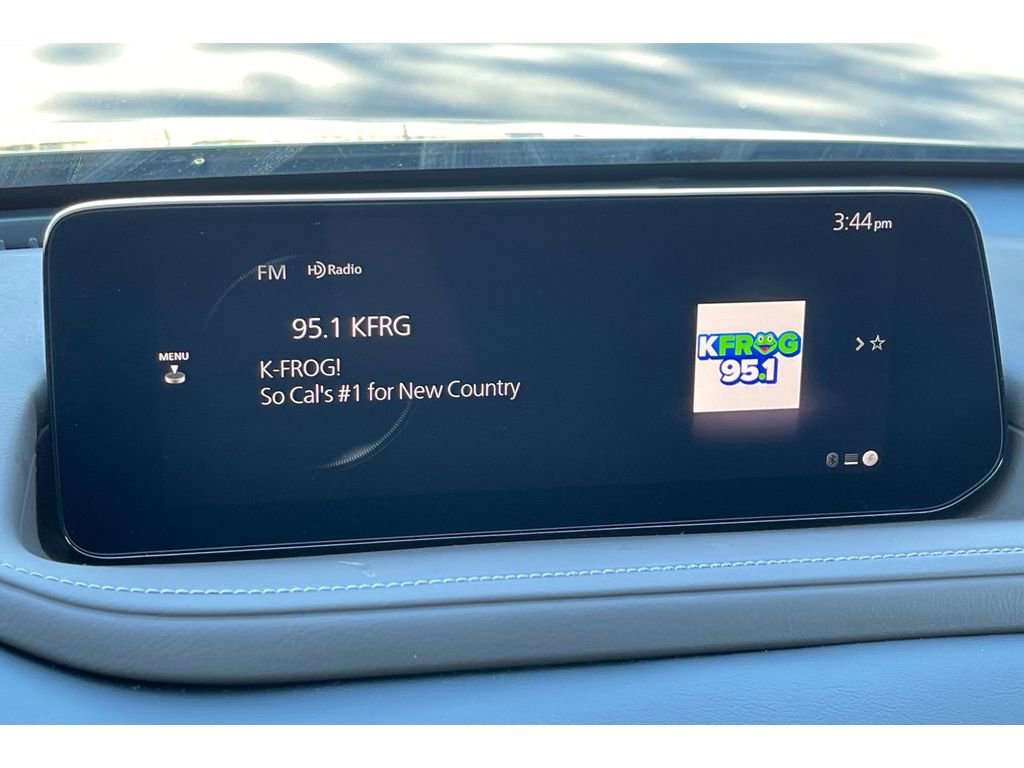 3:44pm
FM HD Radio
95.1 KFRG
MENU
K-FROG!
So Cal's #1 for New Country
KFROG
95.1